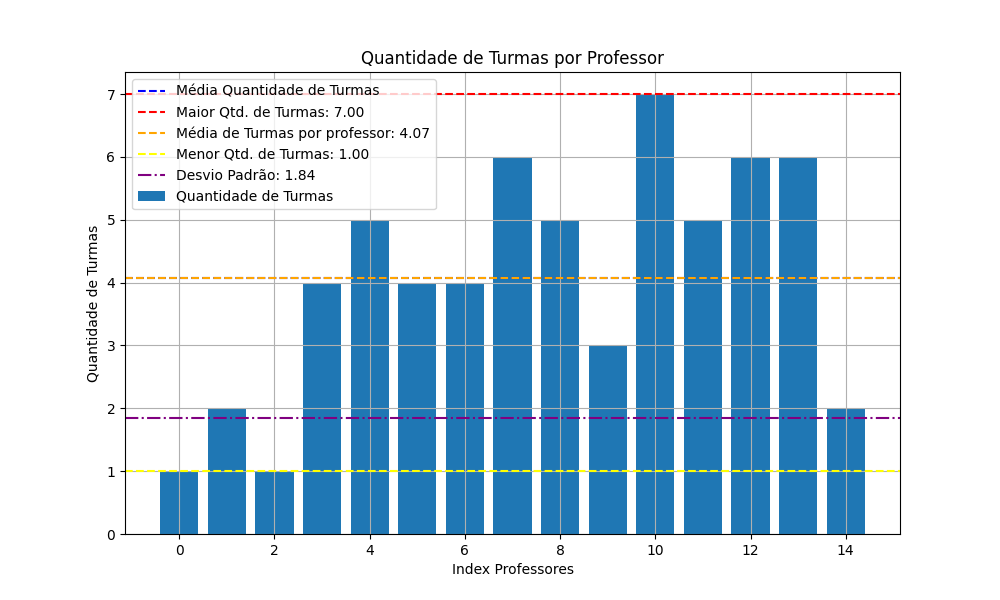 Quantidade de Turmas por Professor
Média Quantidade de Turmas
Maior Qtd. de Turmas: 7.00
Média de Turmas por professor: 4.07
Menor Qtd. de Turmas: 1.00
Desvio Padrão: 1.84
Quantidade de Turmas
Quantidade de Turmas
7
6
5
4
3
2
1
0
0 2 4 6 8 10 12 14
Index Professores